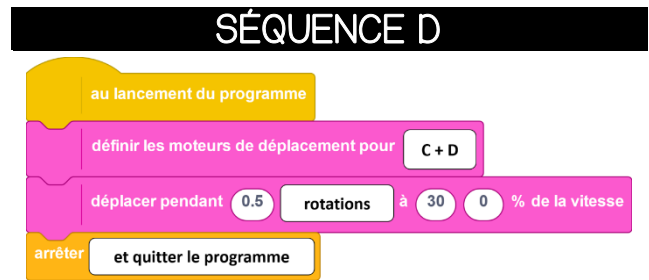 SÉQUENCE D
au lancement du programme
définir les moteurs de déplacement pour C + D
déplacer pendant 0.5 rotations à 30 0 % de la vitesse
arrêter et quitter le programme